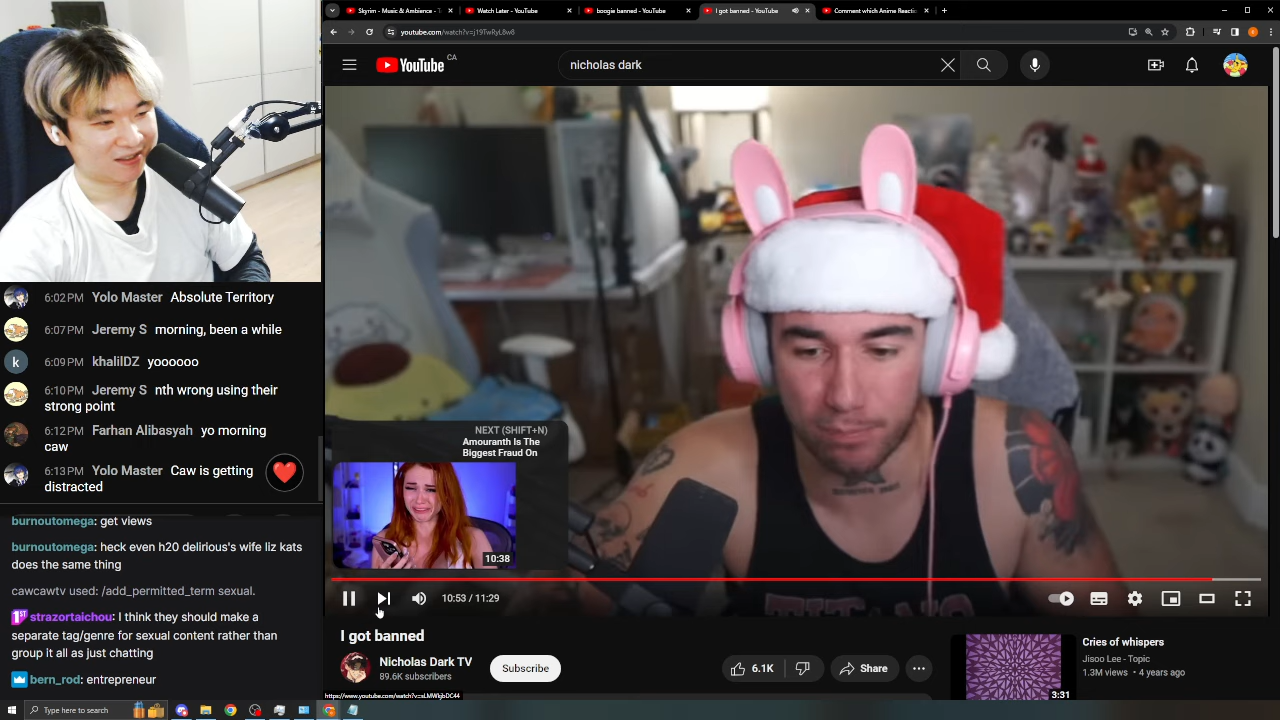 Skyrim - Music & Ambience - T
Watch Later - YouTube
boogie banned - YouTube
I got banned - YouTube
Comment which Anime Reacti
youtube.com/watch?v=j19TwRyL8w8
YouTube CA
nicholas dark
6:02 PM Yolo Master Absolute Territory
6:07 PM Jeremy S morning, been a while
k
6:09 PM khalilDZ yoooooo
6:10 PM Jeremy S nth wrong using their
strong point
6:12 PM Farhan Alibasyah yo morning
caw
6:13 PM Yolo Master Caw is getting
distracted
burnoutomega: get views
burnoutomega: heck even h20 delirious's wife liz kats
does the same thing
cawcawtv used: /add_permitted_term sexual.
1ST strazortaichou: I think they should make a
separate tag/genre for sexual content rather than
group it all as just chatting
bern_rod: entrepreneur
NEXT (SHIFT+N)
Amouranth Is The
Biggest Fraud On
10:38
10:53 / 11:29
I got banned
Nicholas Dark TV
89.6K subscribers
Subscribe
6.1K
Share
Cries of whispers
Jisoo Lee - Topic
1.3M views • 4 years ago
3:31
Type here to search